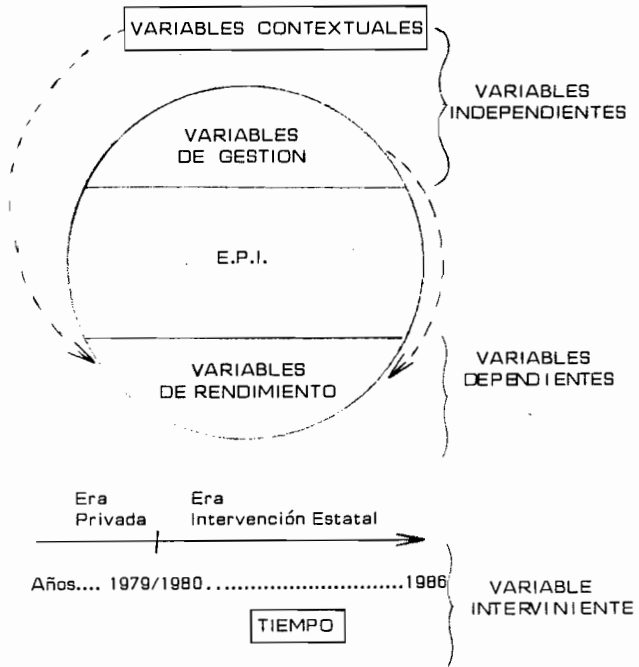 VARIABLES CONTEXTUALES
VARIABLES
INDEPENDIENTES
VARIABLES
DE GESTION
E.P.I.
VARIABLES
DE RENDIMIENTO
VARIABLES
DEPENDIENTES
Era
Privada
Era
Intervención Estatal
Años.... 1979/1980.............................1986
TIEMPO
VARIABLE
INTERVINIENTE